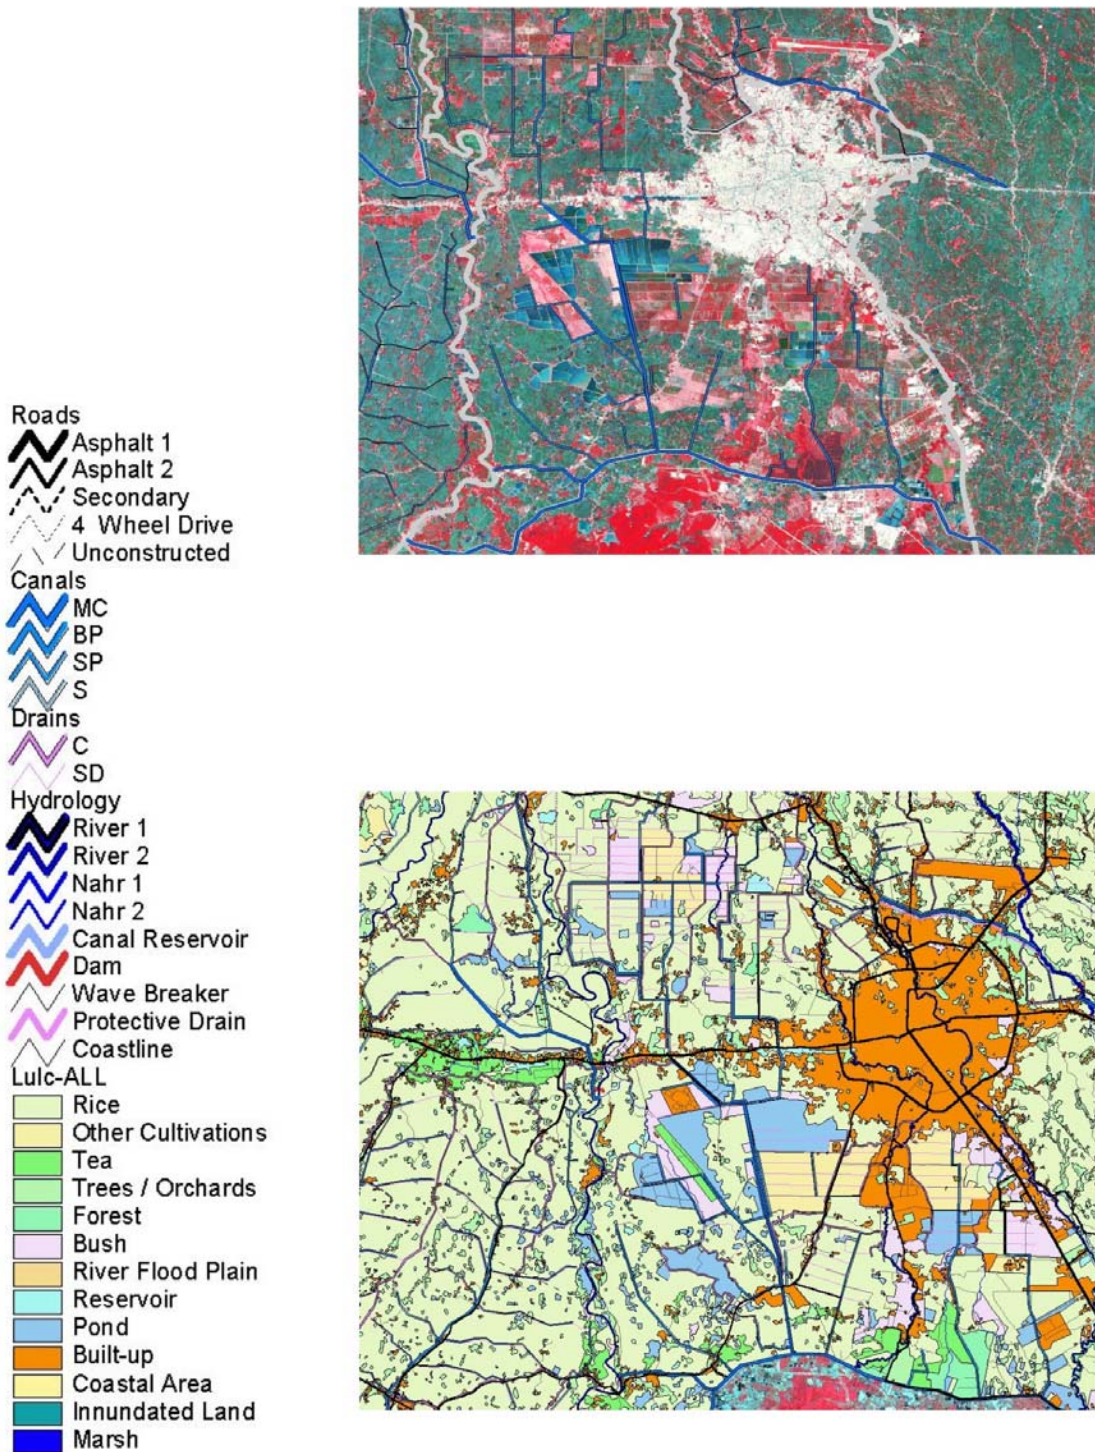 Roads
Asphalt 1
Asphalt 2
Secondary
4 Wheel Drive
Unconstructed
Canals
MC
BP
SP
S
Drains
C
SD
Hydrology
River 1
River 2
Nahr 1
Nahr 2
Canal Reservoir
Dam
Wave Breaker
Protective Drain
Coastline
Lulc-ALL
Rice
Other Cultivations
Tea
Trees / Orchards
Forest
Bush
River Flood Plain
Reservoir
Pond
Built-up
Coastal Area
Innundated Land
Marsh